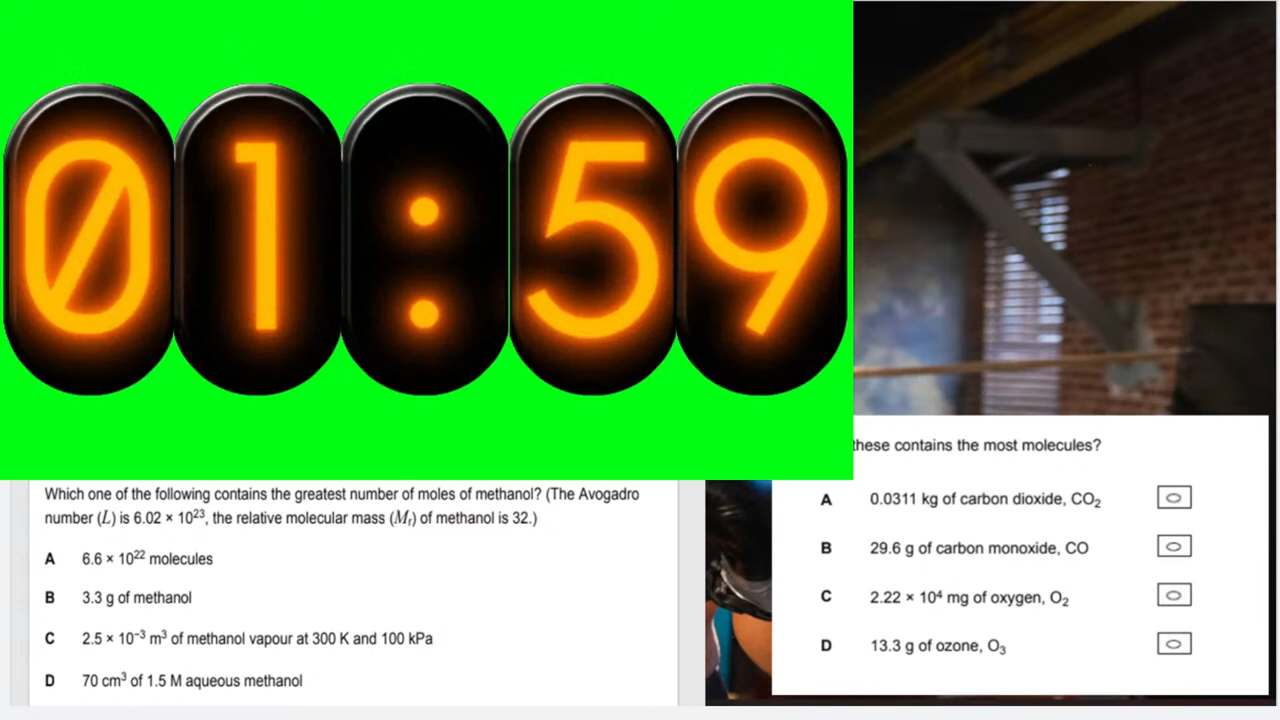 01:59
Which one of the following contains the greatest number of moles of methanol? (The Avogadro
number (L) is 6.02 × 10²³, the relative molecular mass (Mᵣ) of methanol is 32.)
A 6.6 × 10²² molecules
B 3.3 g of methanol
C 2.5 × 10⁻³ m³ of methanol vapour at 300 K and 100 kPa
D 70 cm³ of 1.5 M aqueous methanol
these contains the most molecules?
A 0.0311 kg of carbon dioxide, CO₂
B 29.6 g of carbon monoxide, CO
C 2.22 × 10⁴ mg of oxygen, O₂
D 13.3 g of ozone, O₃